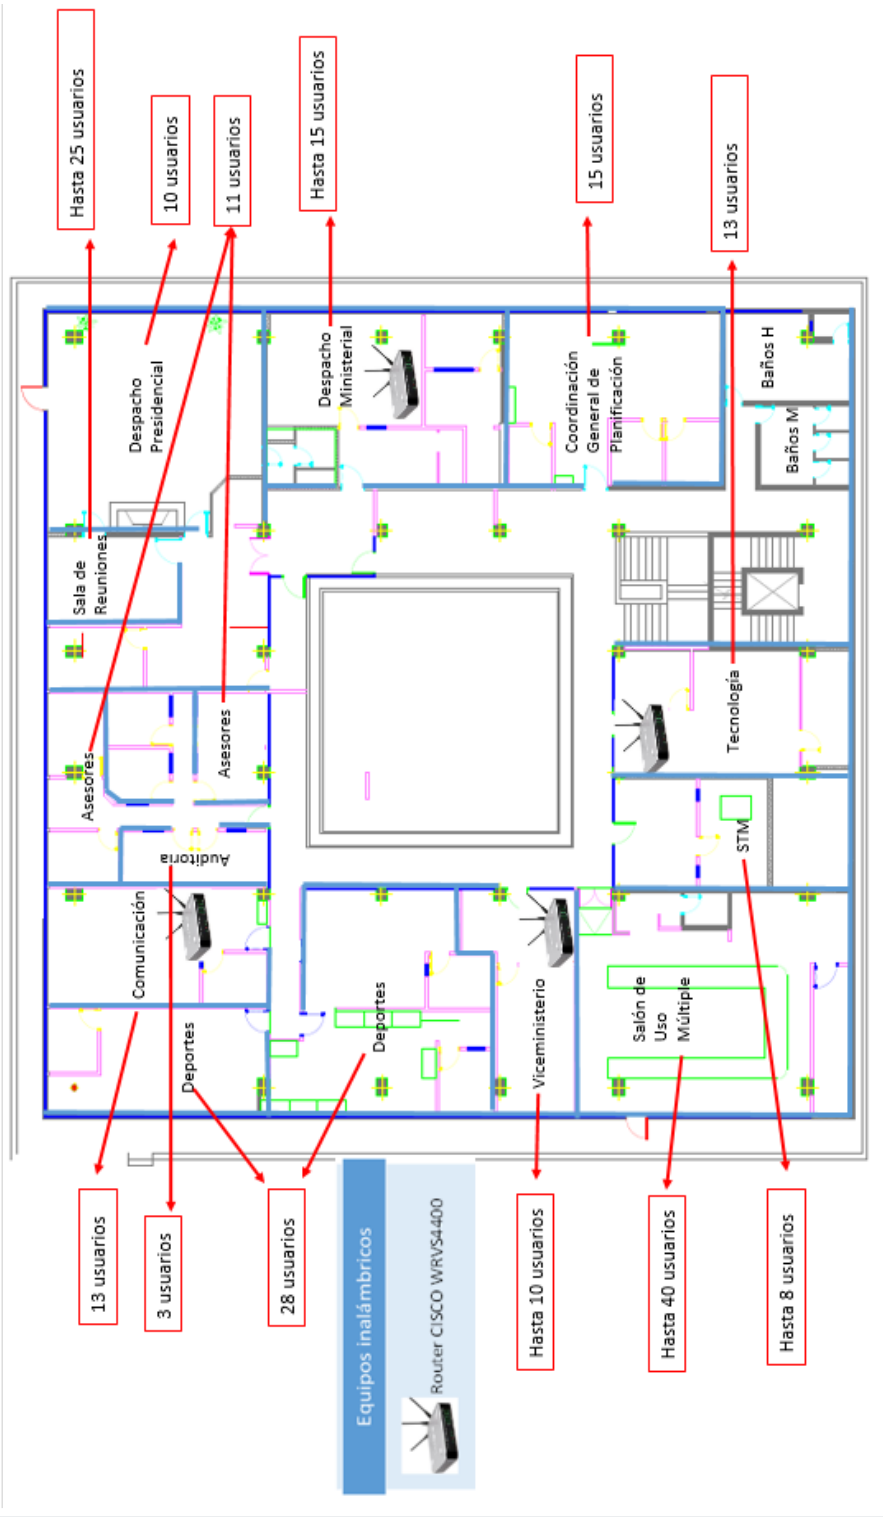 13 usuarios
Hasta 25 usuarios
Sala de
Reuniones
Asesores
3 usuarios
Comunicación
Despacho
Presidencial
10 usuarios
Deportes
Auditoria
Asesores
11 usuarios
28 usuarios
Despacho
Ministerial
Hasta 15 usuarios
Equipos inalámbricos
Deportes
Router CISCO WRVS4400
Hasta 10 usuarios
Viceministerio
Coordinación
General de
Planificación
15 usuarios
Hasta 40 usuarios
Salón de
Uso
Múltiple
Tecnología
13 usuarios
STM
Baños H
Baños M
Hasta 8 usuarios